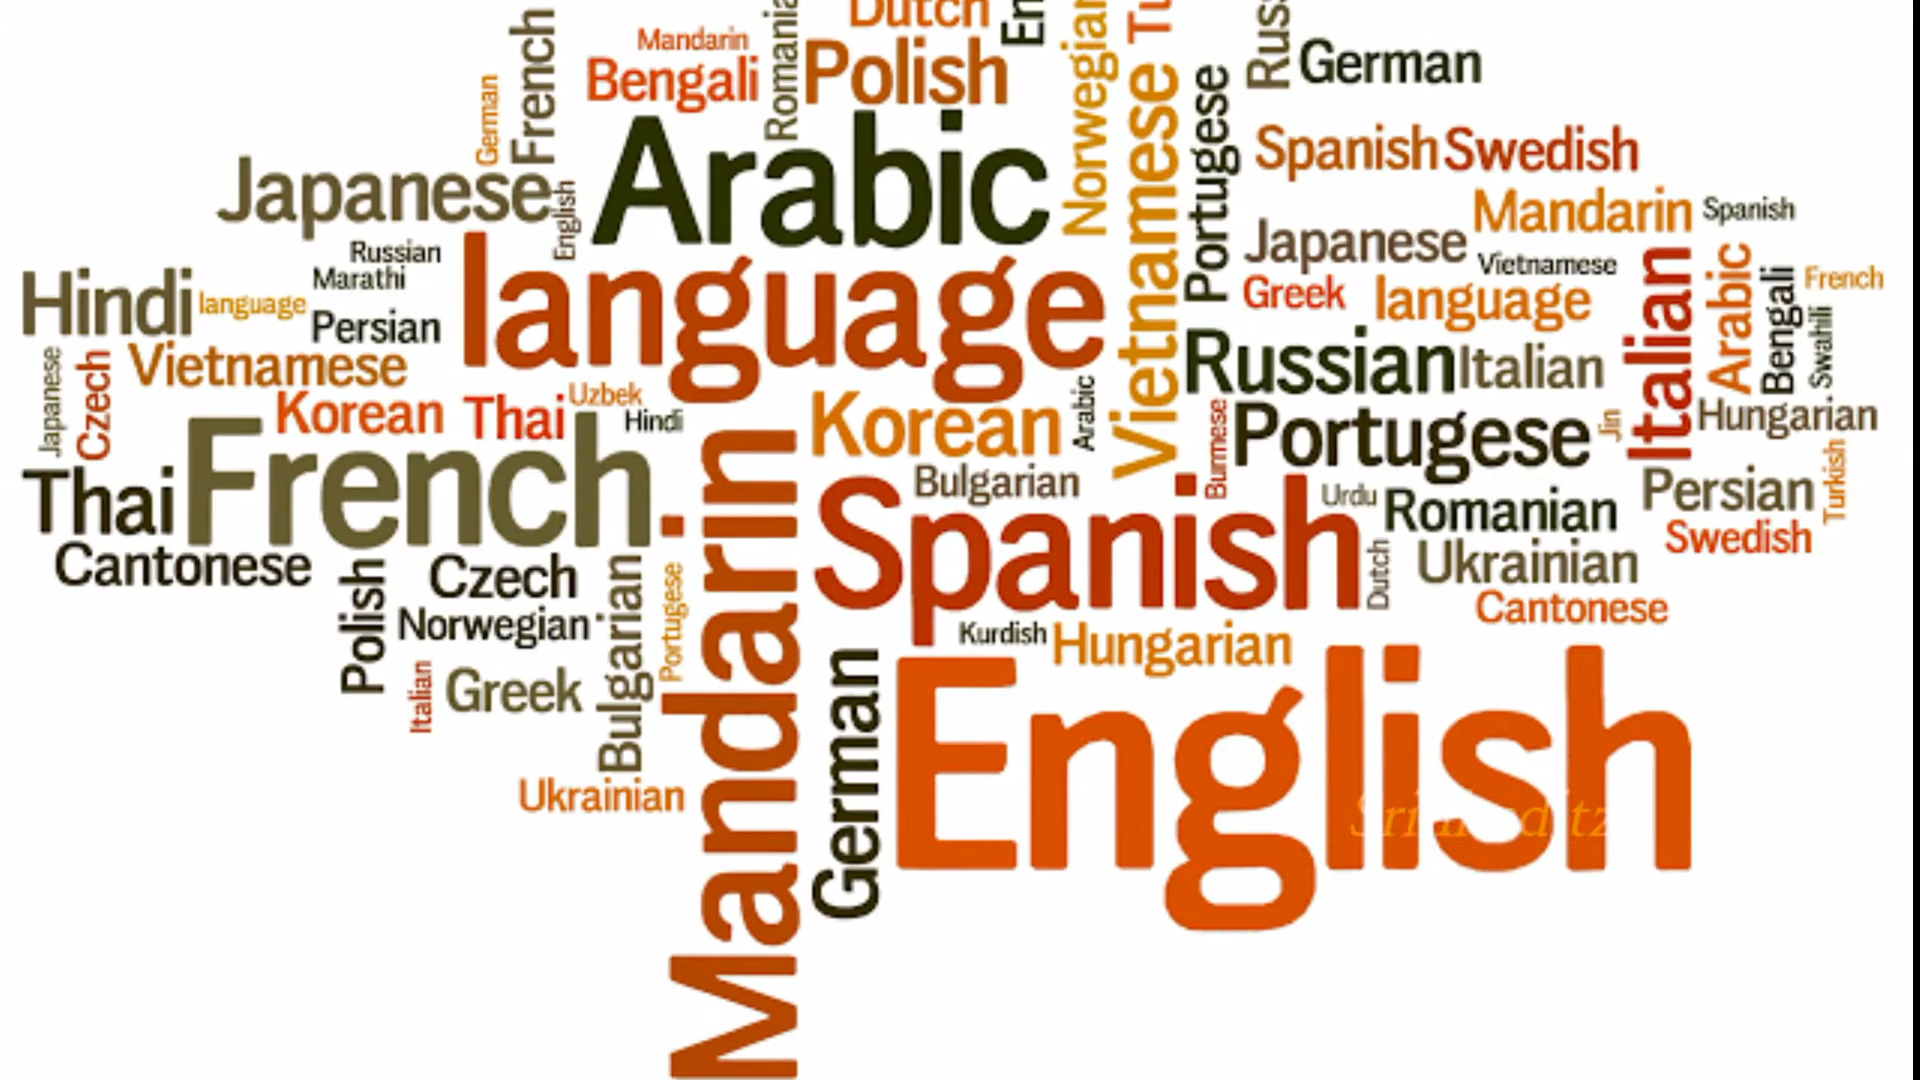 Dutch
Mandarin
Bengali
Polish
German
French
German
Norwegian
Vietnamese
Portugese
Spanish
Swedish
Japanese
English
Arabic
Mandarin
Spanish
Russian
Marathi
Japanese
Vietnamese
Hindi
language
Persian
language
Greek
language
Italian
Arabic
Bengali
French
Swahili
Japanese
Czech
Vietnamese
Russian
Italian
Korean
Thai
Uzbek
Hindi
Korean
Arabic
Burmese
Portugese
Jin
Hungarian
Thai
French
Mandarin
Bulgarian
Spanish
Urdu
Romanian
Persian
Turkish
Swedish
Cantonese
Polish
Czech
Norwegian
Bulgarian
Portugese
Dutch
Ukrainian
Cantonese
Kurdish
Hungarian
Italian
Greek
German
English
Ukrainian